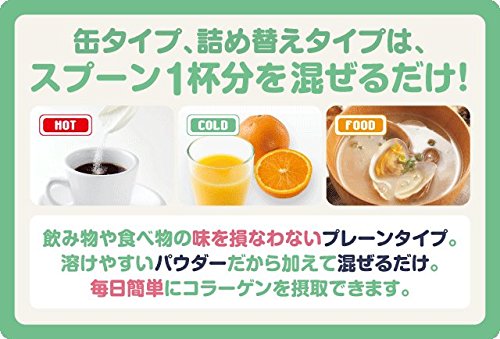 缶タイプ、詰め替えタイプは、
スプーン1杯分を混ぜるだけ!
HOT
COLD
FOOD
飲み物や食べ物の味を損なわないプレーンタイプ。
溶けやすいパウダーだから加えて混ぜるだけ。
毎日簡単にコラーゲンを摂取できます。